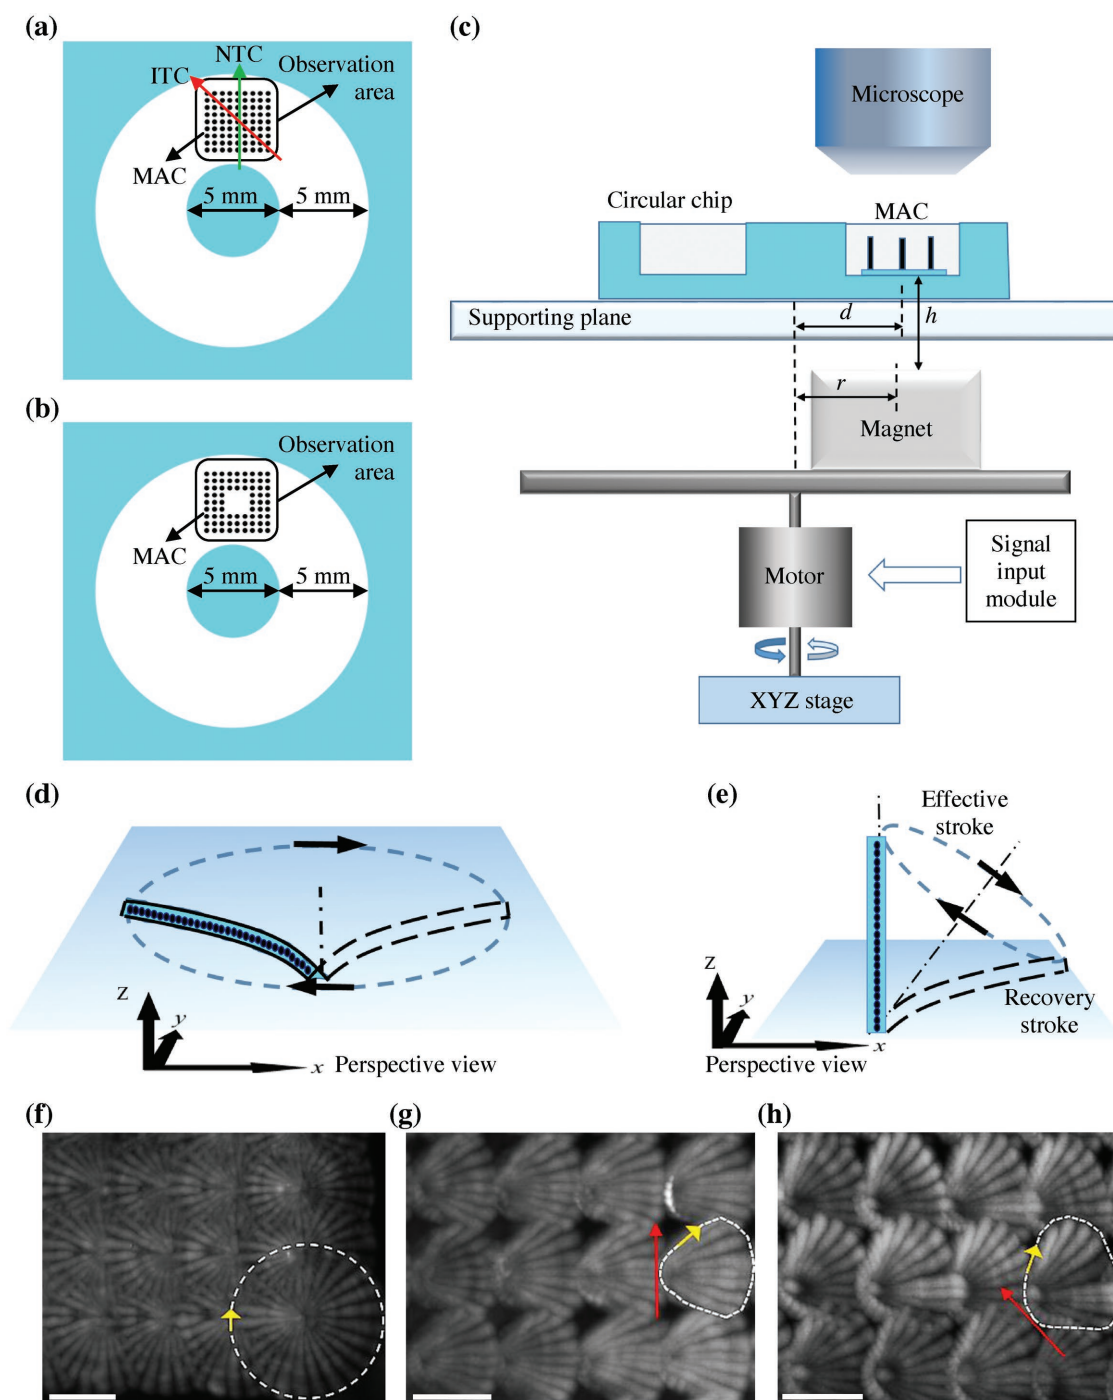 (a)
NTC
ITC
Observation
area
MAC
5 mm
5 mm
(b)
Observation
area
MAC
5 mm
5 mm
(c)
Microscope
Circular chip
MAC
Supporting plane
d
h
r
Magnet
Motor
Signal
input
module
XYZ stage
(d)
z
y
x
Perspective view
(e)
Effective
stroke
z
y
Recovery
stroke
x
Perspective view
(f)
(g)
(h)